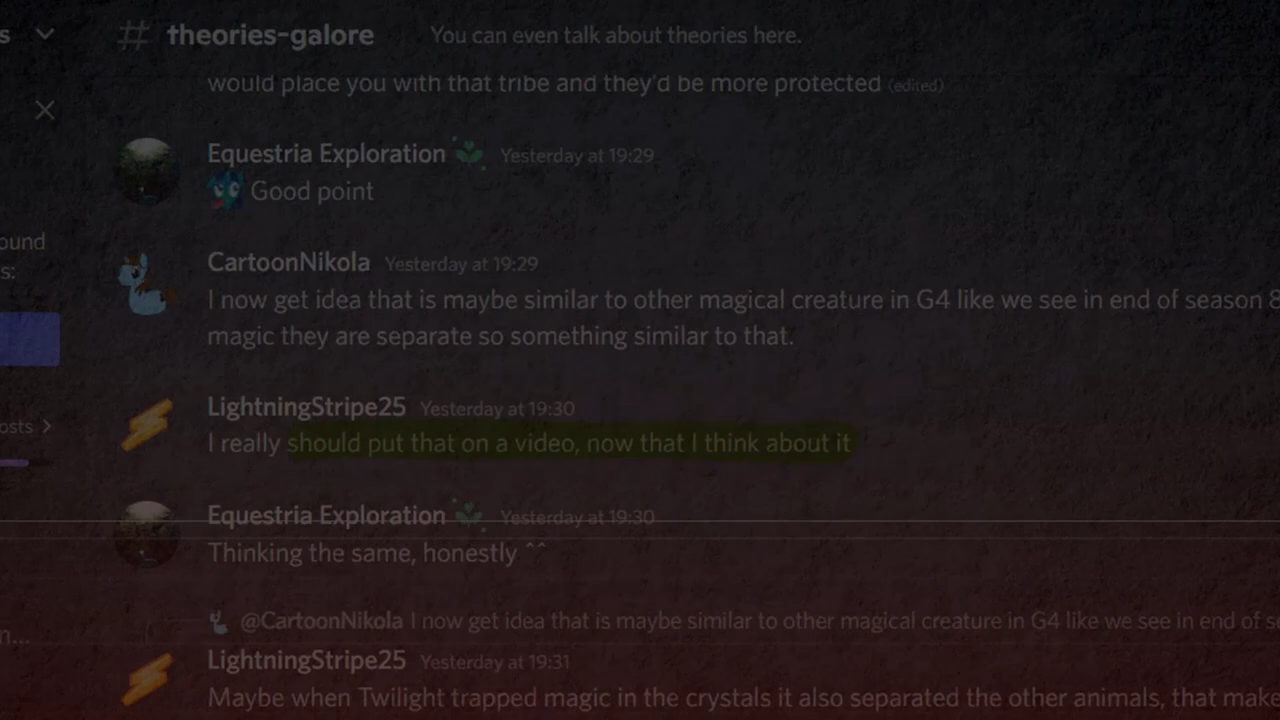 s
# theories-galore You can even talk about theories here.
would place you with that tribe and they'd be more protected (edited)
Equestria Exploration Yesterday at 19:29
Good point
ound
s:
CartoonNikola Yesterday at 19:29
I now get idea that is maybe similar to other magical creature in G4 like we see in end of season 8
magic they are separate so something similar to that.
LightningStripe25 Yesterday at 19:30
I really should put that on a video, now that I think about it
osts >
Equestria Exploration Yesterday at 19:30
Thinking the same, honestly ^^
@CartoonNikola I now get idea that is maybe similar to other magical creature in G4 like we see in end of se
n...
LightningStripe25 Yesterday at 19:31
Maybe when Twilight trapped magic in the crystals it also separated the other animals, that make